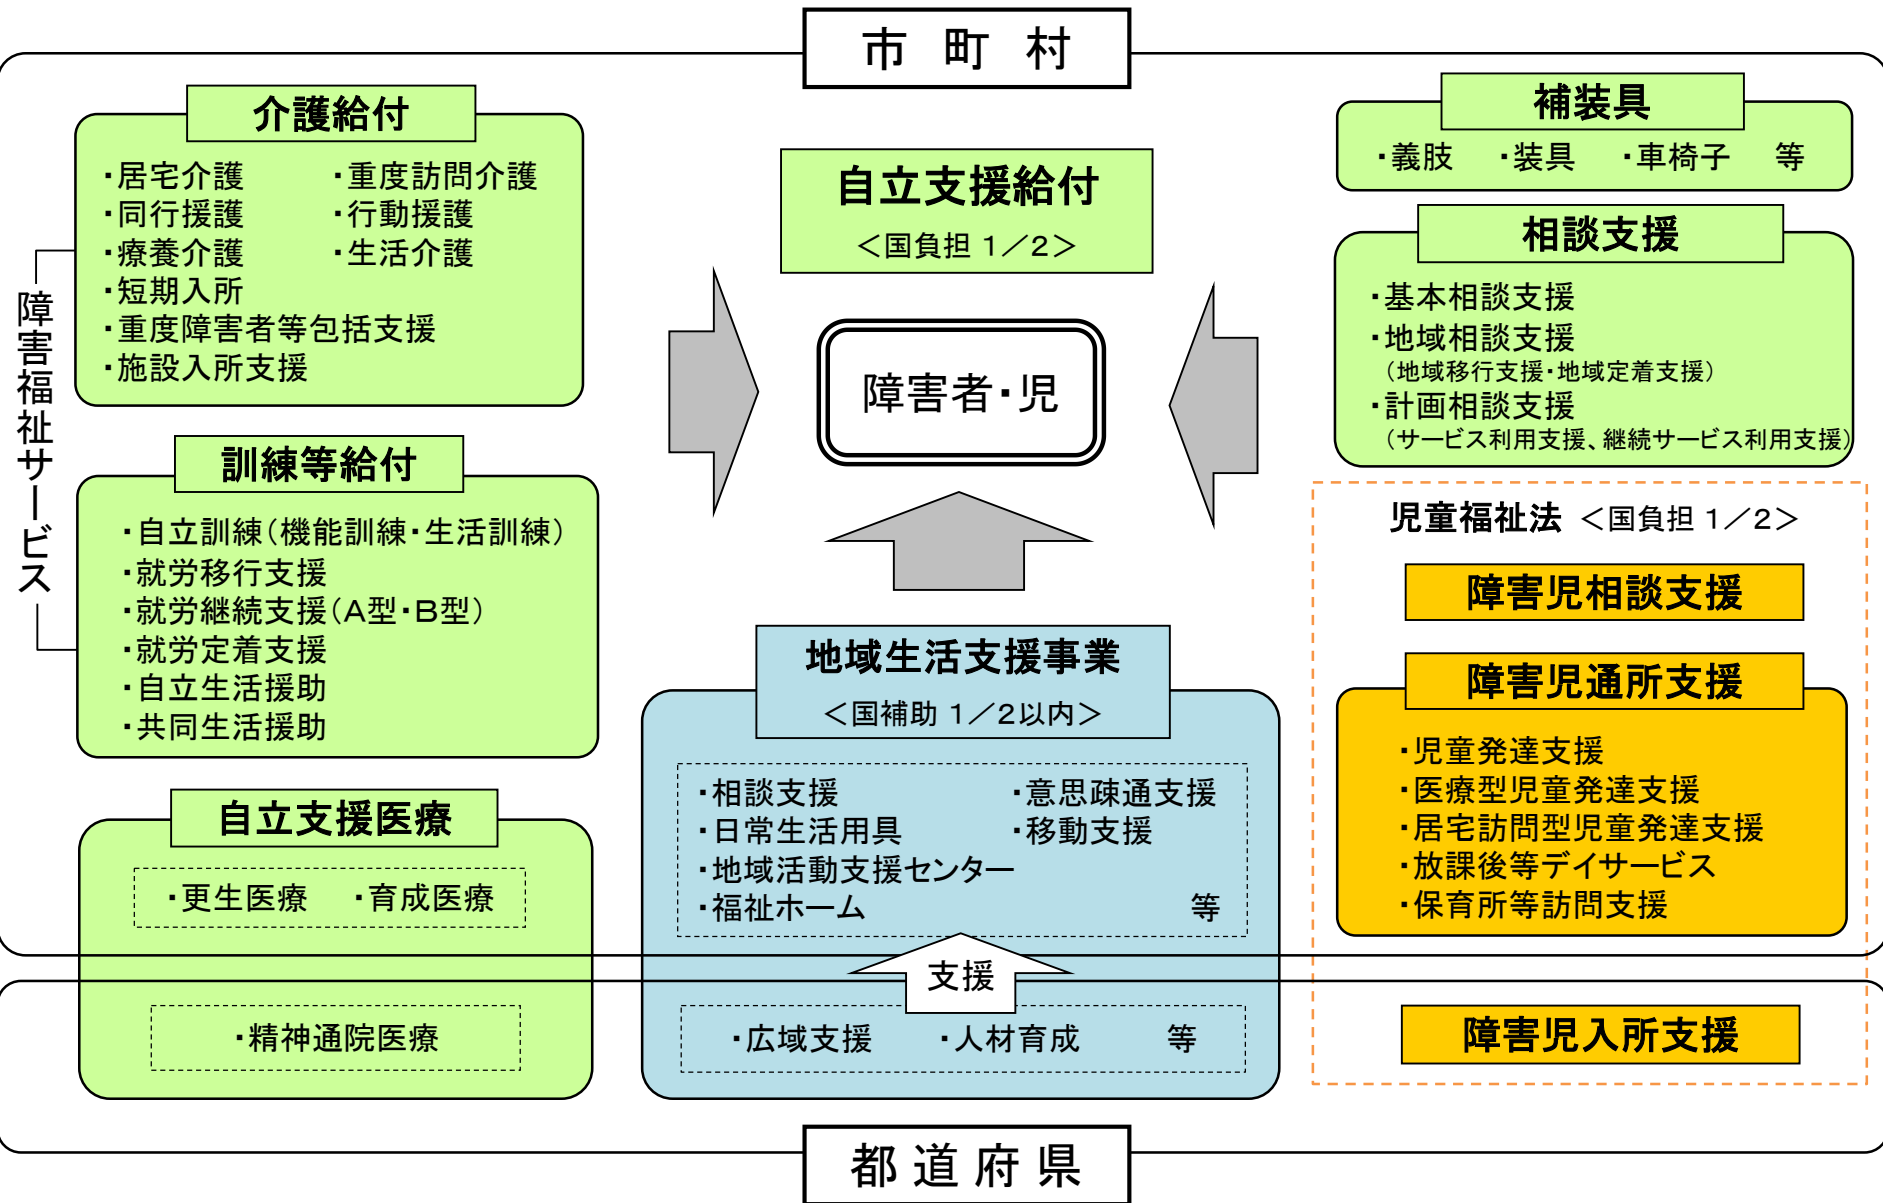 市町村
介護給付
・居宅介護 ・重度訪問介護
・同行援護 ・行動援護
・療養介護 ・生活介護
・短期入所
・重度障害者等包括支援
・施設入所支援
障害福祉サービス
訓練等給付
・自立訓練（機能訓練・生活訓練）
・就労移行支援
・就労継続支援（A型・B型）
・就労定着支援
・自立生活援助
・共同生活援助
自立支援医療
・更生医療 ・育成医療
・精神通院医療
自立支援給付
＜国負担 1／2＞
障害者・児
地域生活支援事業
＜国補助 1／2以内＞
・相談支援 ・意思疎通支援
・日常生活用具 ・移動支援
・地域活動支援センター
・福祉ホーム 等
支援
・広域支援 ・人材育成 等
補装具
・義肢 ・装具 ・車椅子 等
相談支援
・基本相談支援
・地域相談支援
（地域移行支援・地域定着支援）
・計画相談支援
（サービス利用支援、継続サービス利用支援）
児童福祉法 ＜国負担 1／2＞
障害児相談支援
障害児通所支援
・児童発達支援
・医療型児童発達支援
・居宅訪問型児童発達支援
・放課後等デイサービス
・保育所等訪問支援
障害児入所支援
都道府県